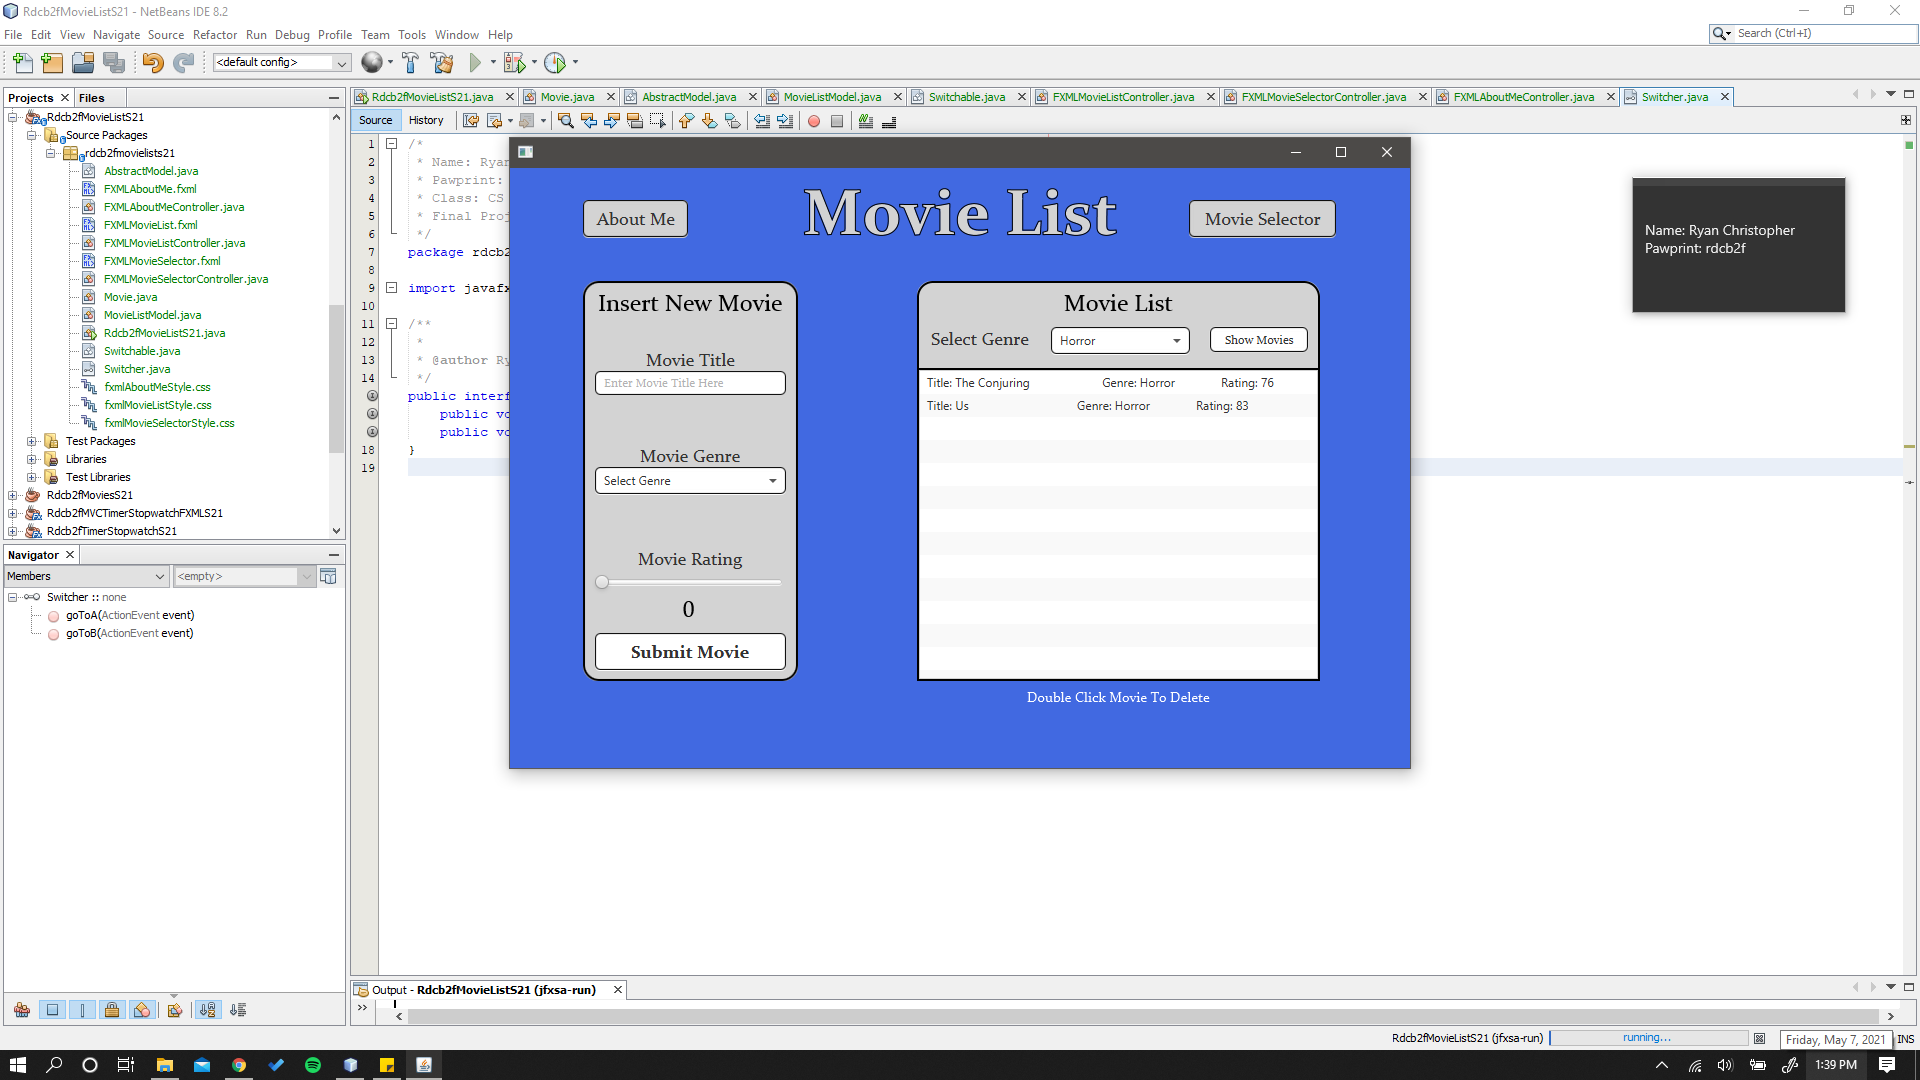 Rdcb2fMovieListS21 - NetBeans IDE 8.2
File Edit View Navigate Source Refactor Run Debug Profile Team Tools Window Help
Search (Ctrl+I)
<default config>
Projects Files
Rdcb2fMovieListS21.java Movie.java AbstractModel.java MovieListModel.java Switchable.java FXMLMovieListController.java FXMLMovieSelectorController.java FXMLAboutMeController.java Switcher.java
Source History
Rdcb2fMovieListS21
Source Packages
rdcb2fmovielists21
AbstractModel.java
FXMLAboutMe.fxml
FXMLAboutMeController.java
FXMLMovieList.fxml
FXMLMovieListController.java
FXMLMovieSelector.fxml
FXMLMovieSelectorController.java
Movie.java
MovieListModel.java
Rdcb2fMovieListS21.java
Switchable.java
Switcher.java
fxmlAboutMeStyle.css
fxmlMovieListStyle.css
fxmlMovieSelectorStyle.css
Test Packages
Libraries
Test Libraries
Rdcb2fMoviesS21
Rdcb2fMVCTimerStopwatchFXMLS21
Rdcb2fTimerStopwatchS21
Navigator
Members
<empty>
Switcher :: none
goToA(ActionEvent event)
goToB(ActionEvent event)
1 /*
2 * Name: Ryan
3 * Pawprint:
4 * Class: CS
5 * Final Proj
6 */
7 package rdcb2
8
9 import javafx
10
11 /**
12 *
13 * @author Ry
14 */
public interf
public vo
public vo
18 }
19
About Me
Movie List
Movie Selector
Insert New Movie
Movie Title
Enter Movie Title Here
Movie Genre
Select Genre
Movie Rating
0
Submit Movie
Movie List
Select Genre Horror Show Movies
Title: The Conjuring Genre: Horror Rating: 76
Title: Us Genre: Horror Rating: 83
Double Click Movie To Delete
Name: Ryan Christopher
Pawprint: rdcb2f
Output - Rdcb2fMovieListS21 (jfxsa-run)
Rdcb2fMovieListS21 (jfxsa-run) running... INS
Friday, May 7, 2021
1:39 PM